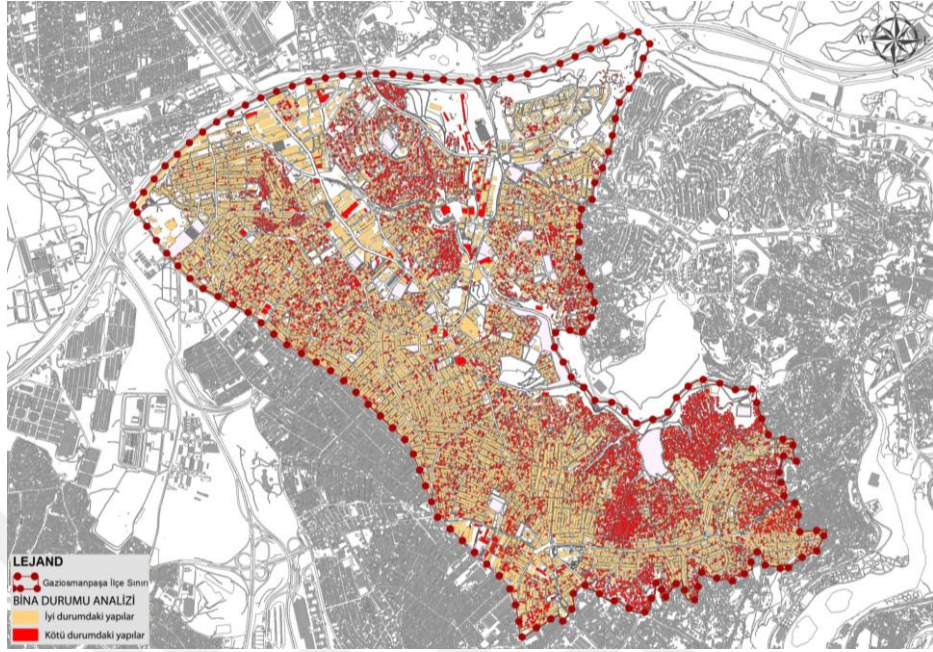 N
W
E
S
LEJAND
Gaziosmanpaşa İlçe Sınırı
BİNA DURUMU ANALİZİ
İyi durumdaki yapılar
Kötü durumdaki yapılar